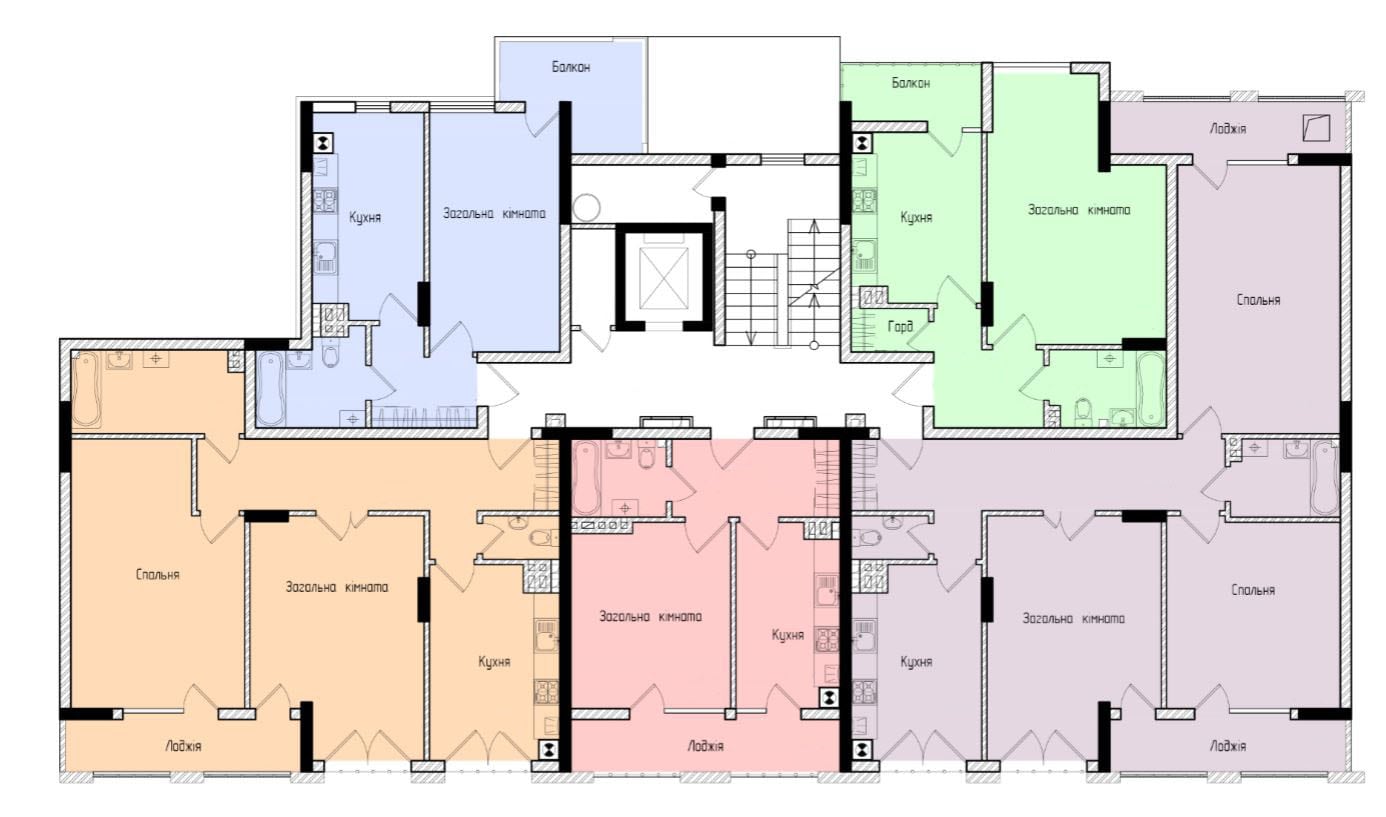 Балкон
Балкон
Лоджія
Кухня
Загальна кімната
Кухня
Загальна кімната
Спальня
Гард.
Спальня
Загальна кімната
Кухня
Лоджія
Загальна кімната
Кухня
Лоджія
Кухня
Загальна кімната
Спальня
Лоджія